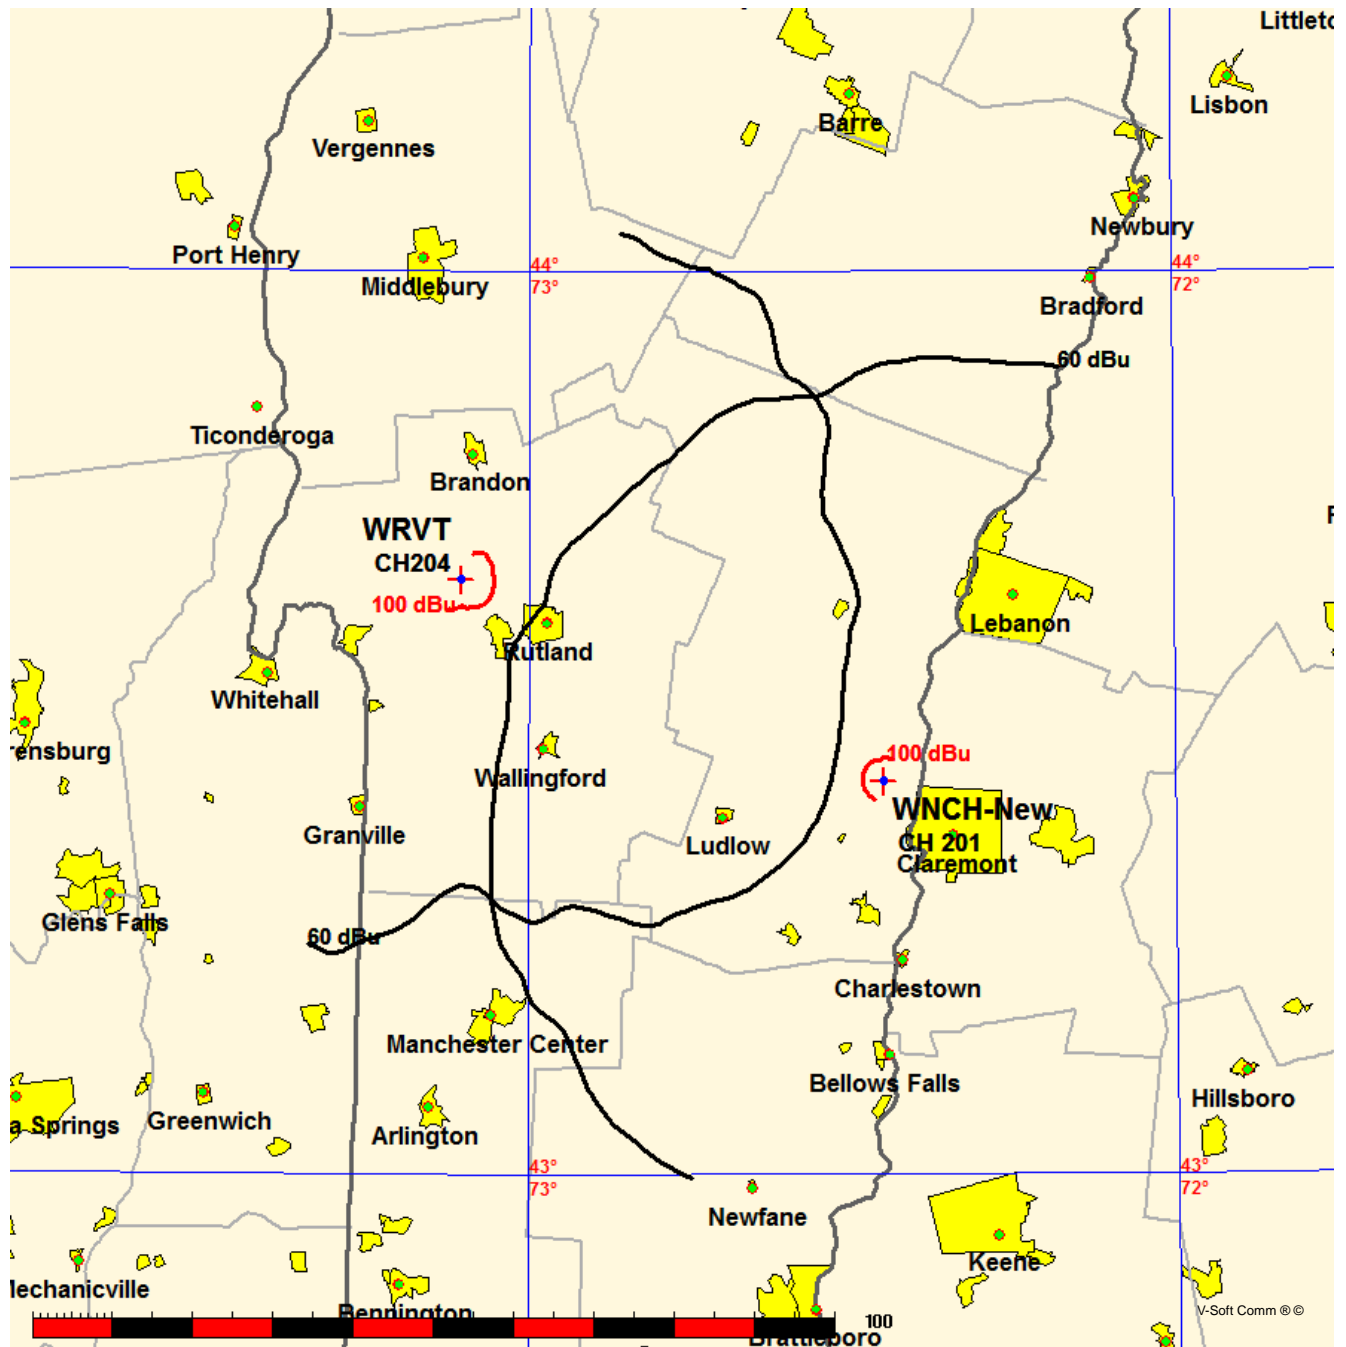 Littletc
Lisbon
Barre
Vergennes
Newbury
Port Henry
44°
73°
44°
72°
Middlebury
Bradford
60 dBu
Ticonderoga
Brandon
WRVT
CH204
100 dBu
Lebanon
Rutland
Whitehall
rensburg
100 dBu
Wallingford
WNCH-New
Granville
CH 201
Ludlow
Claremont
Glens Falls
60 dBu
Charlestown
Manchester Center
Bellows Falls
Hillsboro
a Springs
Greenwich
Arlington
43°
73°
43°
72°
Newfane
Keene
Mechanicville
Bennington
V-Soft Comm ® ©
100
Brattleboro